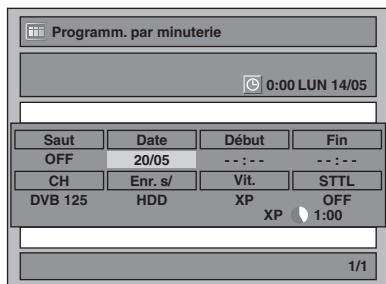 Programm. par minuterie
0:00 LUN 14/05
Saut Date Début Fin
OFF 20/05 --:-- --:--
CH Enr. s/ Vit. STTL
DVB 125 HDD XP OFF
XP 1:00
1/1